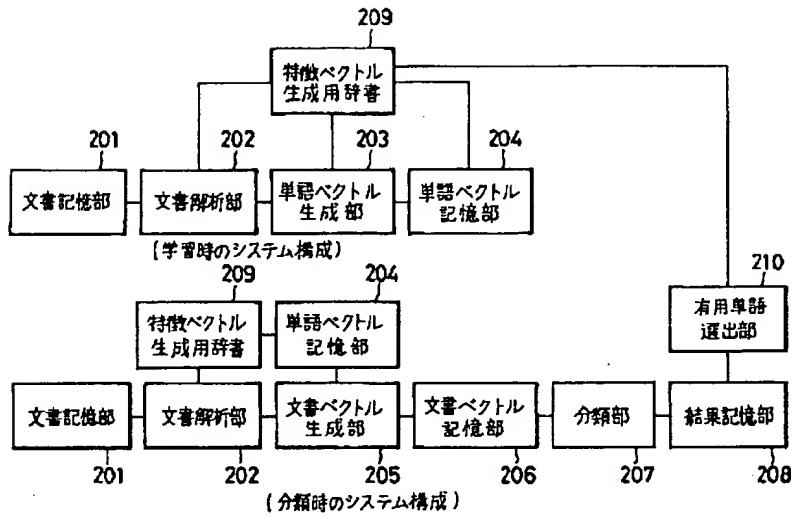 209
特徴ベクトル
生成用辞書
201
202
203
204
文書記憶部
文書解析部
単語ベクトル
生成部
単語ベクトル
記憶部
(学習時のシステム構成)
209
204
210
特徴ベクトル
生成用辞書
単語ベクトル
記憶部
有用単語
選出部
文書記憶部
文書解析部
文書ベクトル
生成部
文書ベクトル
記憶部
分類部
結果記憶部
201
202
205
206
207
208
(分類時のシステム構成)